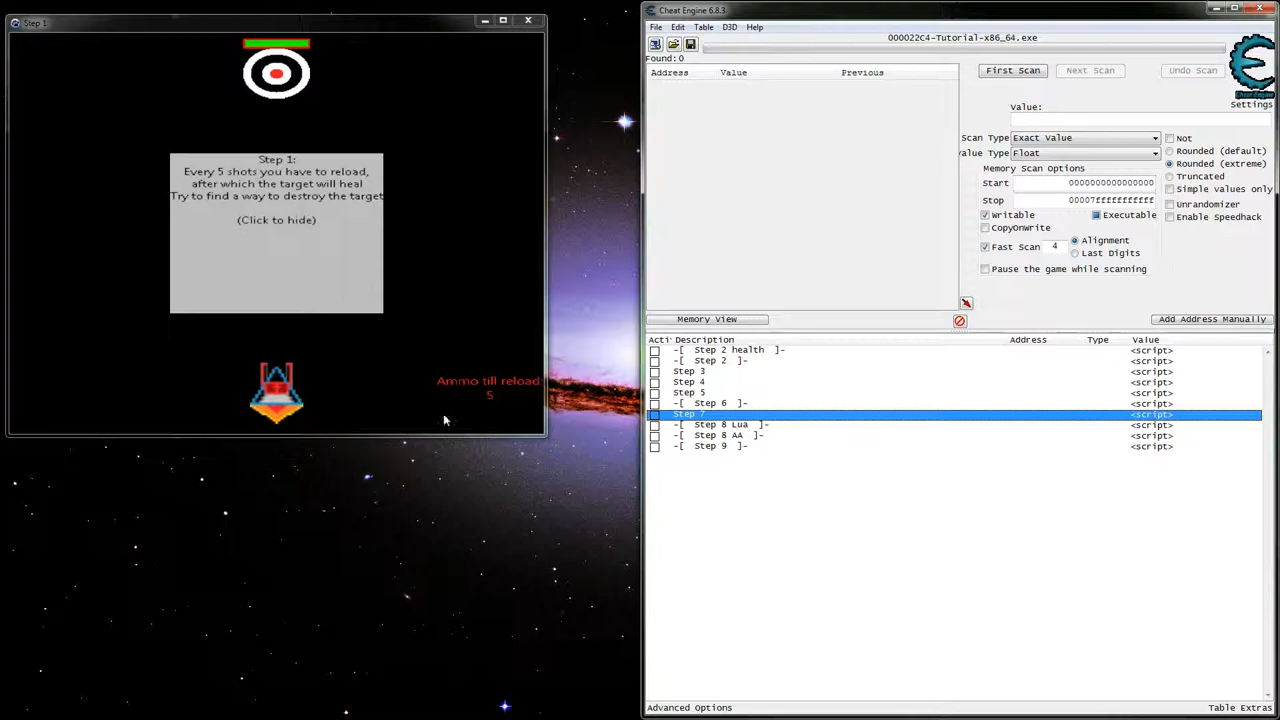 Step 1
Step 1:
Every 5 shots you have to reload,
after which the target will heal
Try to find a way to destroy the target
(Click to hide)
Ammo till reload:
5
Cheat Engine 6.8.3
File Edit Table D3D Help
000022C4-Tutorial-x86_64.exe
Found:0
Address Value Previous
First Scan Next Scan Undo Scan
Cheat Engine
Settings
Value:
Scan Type Exact Value
Value Type Float
Not
Rounded (default)
Rounded (extreme)
Truncated
Simple values only
Unrandomizer
Enable Speedhack
Memory Scan Options
Start 0000000000000000
Stop 00007fffffffffff
Writable Executable
CopyOnWrite
Fast Scan 4 Alignment
Last Digits
Pause the game while scanning
Memory View Add Address Manually
Acti Description Address Type Value
-[ Step 2 health ]- <script>
-[ Step 2 ]- <script>
Step 3 <script>
Step 4 <script>
Step 5 <script>
-[ Step 6 ]- <script>
Step 7 <script>
-[ Step 8 Lua ]- <script>
-[ Step 8 AA ]- <script>
-[ Step 9 ]- <script>
Advanced Options Table Extras